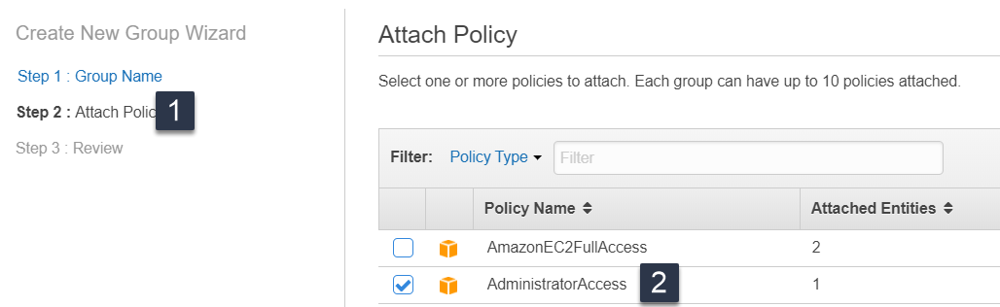 Create New Group Wizard
Step 1 : Group Name
Step 2 : Attach Polic
1
Step 3 : Review
Attach Policy
Select one or more policies to attach. Each group can have up to 10 policies attached.
Filter: Policy Type Filter
Policy Name Attached Entities
AmazonEC2FullAccess 2
AdministratorAccess 2 1